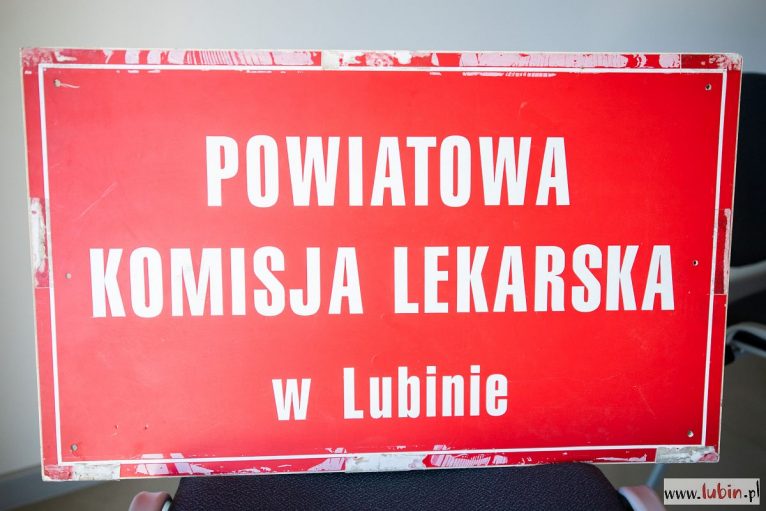 POWIATOWA
KOMISJA LEKARSKA
w Lubinie
www.lubin.pl